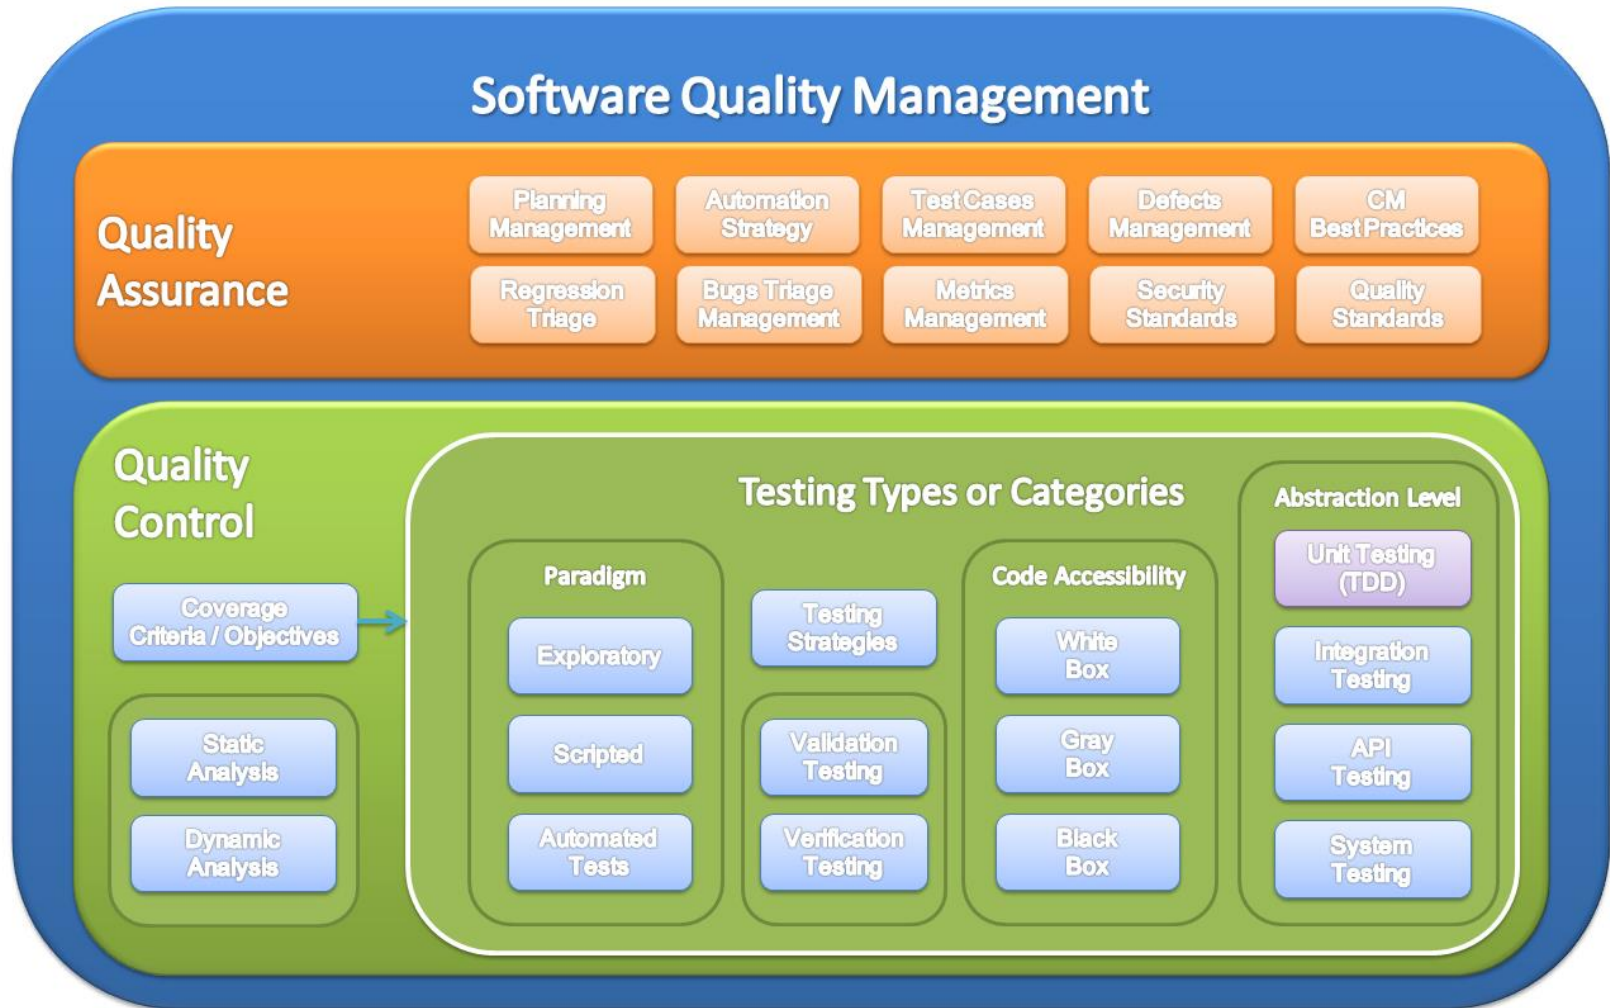 Software Quality Management
Quality
Assurance
Planning
Management
Automation
Strategy
Test Cases
Management
Defects
Management
CM
Best Practices
Regression
Triage
Bugs Triage
Management
Metrics
Management
Security
Standards
Quality
Standards
Quality
Control
Coverage
Criteria / Objectives
Static
Analysis
Dynamic
Analysis
Testing Types or Categories
Paradigm
Exploratory
Scripted
Automated
Tests
Testing
Strategies
Validation
Testing
Verification
Testing
Code Accessibility
White
Box
Gray
Box
Black
Box
Abstraction Level
Unit Testing
(TDD)
Integration
Testing
API
Testing
System
Testing